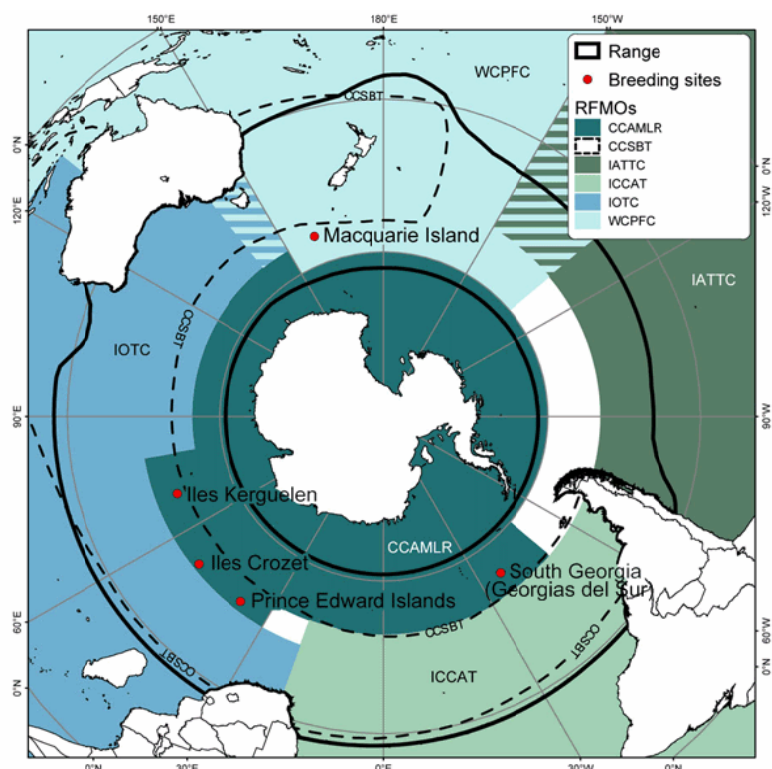 150°E
180°E
150°W
WCPFC
Range
Breeding sites
RFMOs
CCAMLR
CCSBT
IATTC
ICCAT
IOTC
WCPFC
CCSBT
0°N
120°E
0°N
120°W
Macquarie Island
IATTC
IOTC
CCSBT
90°E
90°W
Iles Kerguelen
CCAMLR
Iles Crozet
South Georgia
(Georgias del Sur)
Prince Edward Islands
CCSBT
CCSBT
60°E
60°W
0°N
0°N
CCSBT
ICCAT
0°N
30°E
0°E
30°W
0°N